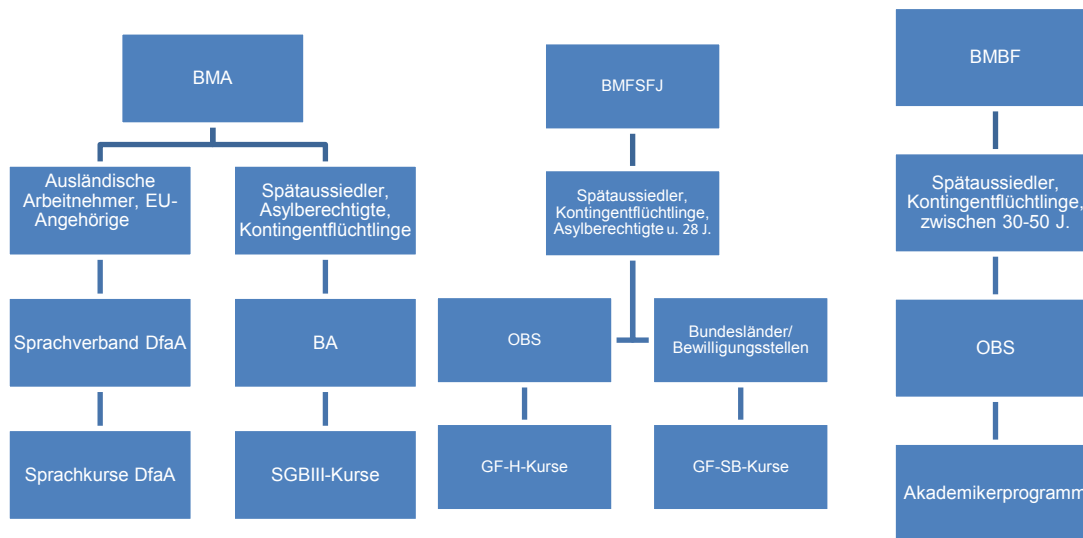 BMA
Ausländische
Arbeitnehmer, EU-
Angehörige
Spätaussiedler,
Asylberechtigte,
Kontingentflüchtlinge
Sprachverband DfaA
BA
Sprachkurse DfaA
SGBIII-Kurse
BMFSFJ
Spätaussiedler,
Kontingentflüchtlinge,
Asylberechtigte u. 28 J.
OBS
Bundesländer/
Bewilligungsstellen
GF-H-Kurse
GF-SB-Kurse
BMBF
Spätaussiedler,
Kontingentflüchtlinge,
zwischen 30-50 J.
OBS
Akademikerprogramm